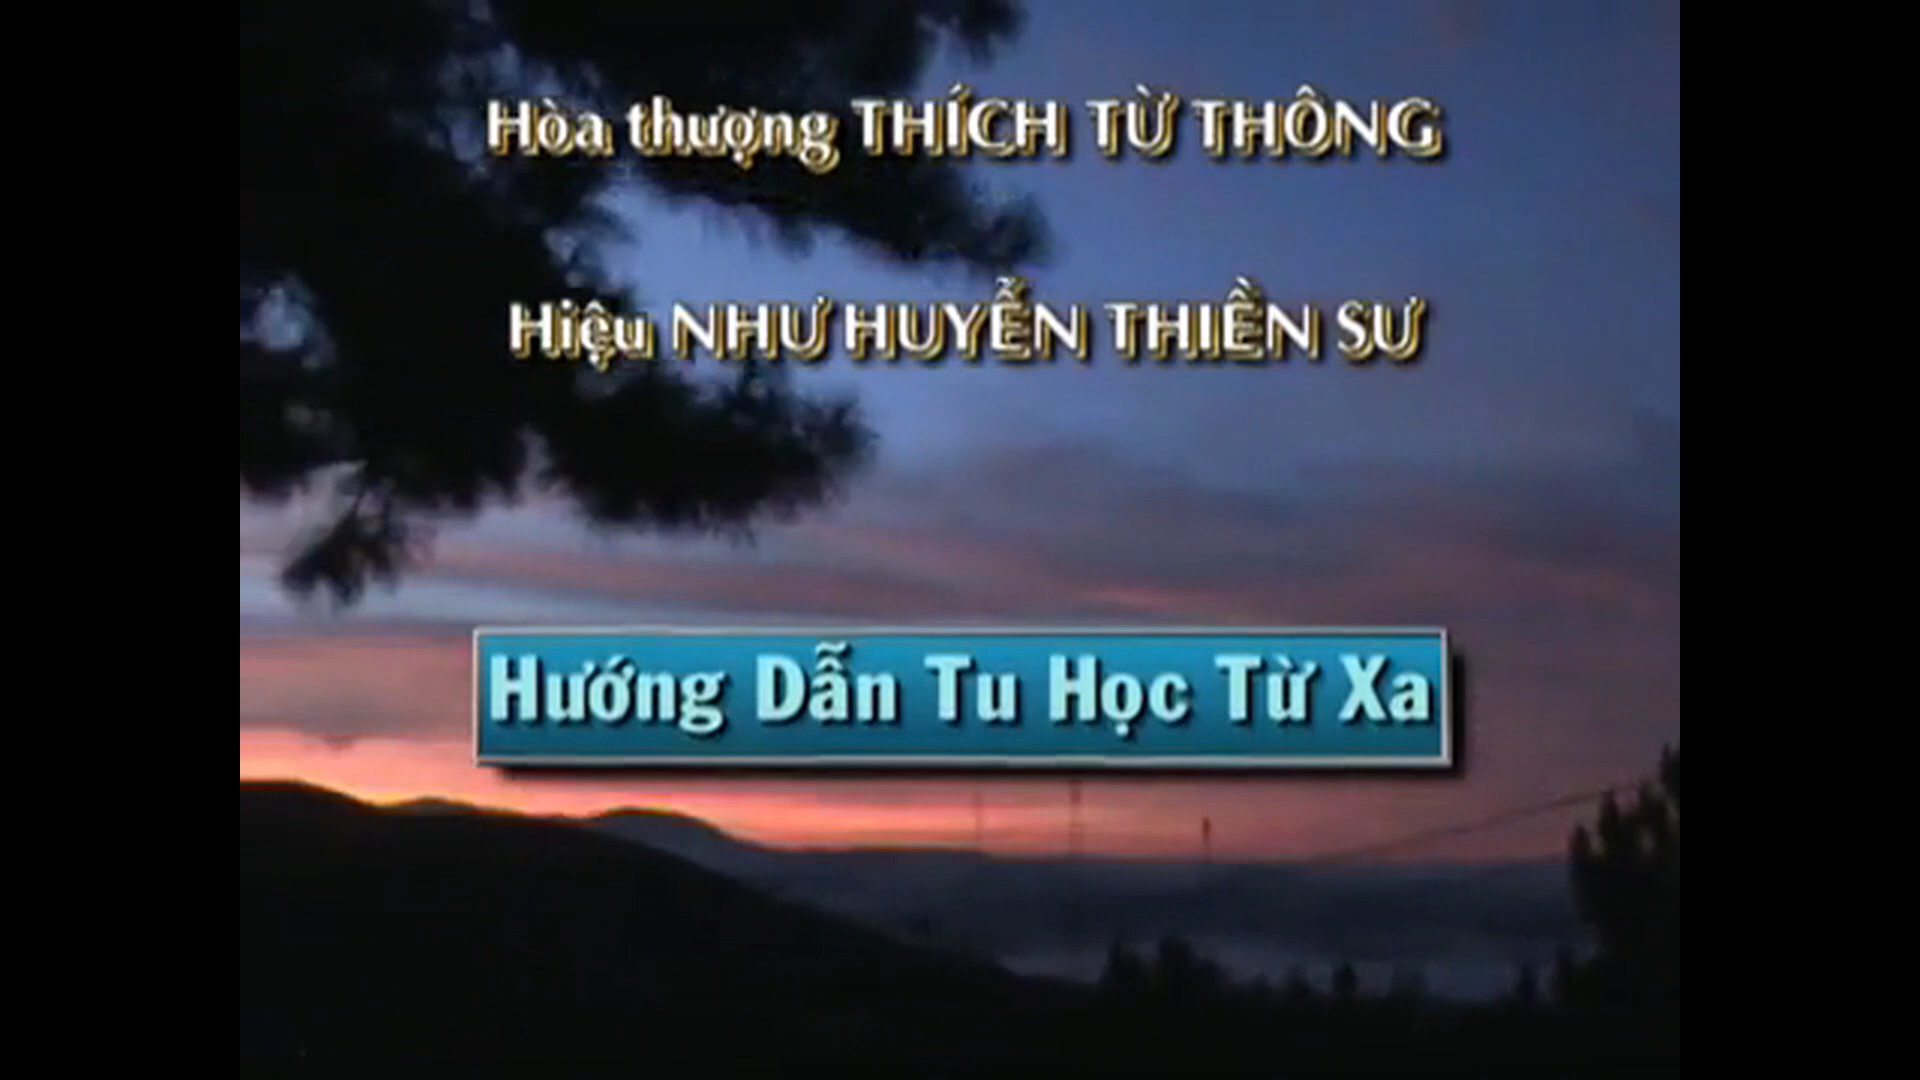 Hòa thượng THÍCH TỪ THÔNG
Hiệu NHƯ HUYỄN THIỀN SƯ
Hướng Dẫn Tu Học Từ Xa